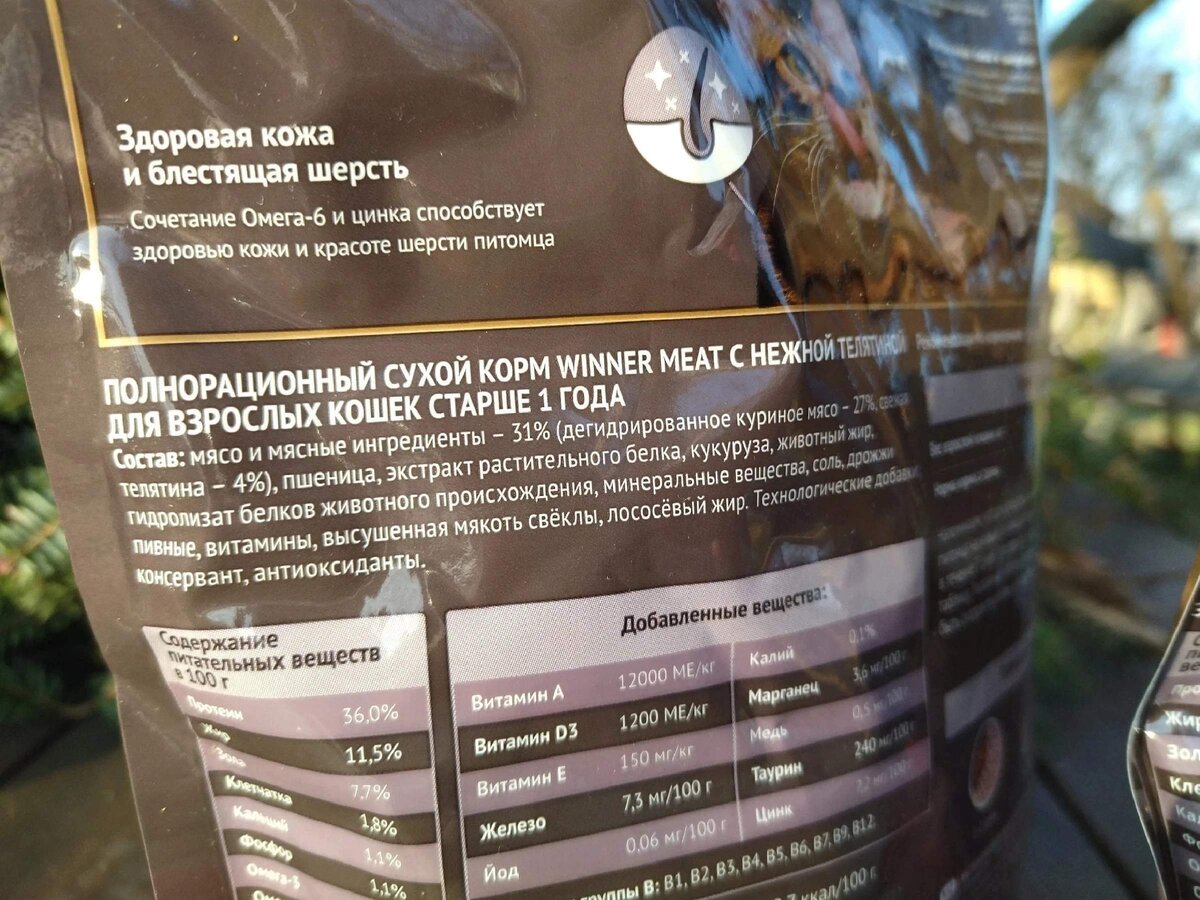 Здоровая кожа
и блестящая шерсть
Сочетание Омега-6 и цинка способствует
здоровью кожи и красоте шерсти питомца
ПОЛНОРАЦИОННЫЙ СУХОЙ КОРМ WINNER MEAT С НЕЖНОЙ ТЕЛЯТИНОЙ
ДЛЯ ВЗРОСЛЫХ КОШЕК СТАРШЕ 1 ГОДА
Состав: мясо и мясные ингредиенты – 31% (дегидрированное куриное мясо – 27%, свежая
телятина – 4%), пшеница, экстракт растительного белка, кукуруза, животный жир,
гидролизат белков животного происхождения, минеральные вещества, соль, дрожжи
пивные, витамины, высушенная мякоть свёклы, лососёвый жир. Технологические добавки
консервант, антиоксиданты.
Содержание
питательных веществ
в 100 г
Протеин 36,0%
Жир 11,5%
Зола 7,7%
Клетчатка 1,8%
Кальций 1,1%
Фосфор 1,1%
Омега-3
Добавленные вещества:
Витамин А 12000 МЕ/кг
Витамин D3 1200 МЕ/кг
Витамин Е 150 мг/кг
Железо 7,3 мг/100 г
Йод 0,06 мг/100 г
Калий 0,1%
Марганец 3,6 мг/100 г
Медь 0,5 мг/100 г
Таурин 240 мг/100 г
Цинк
группы В: В1, В2, В3, В4, В5, В6, В7, В9, В12
ккал/100 г